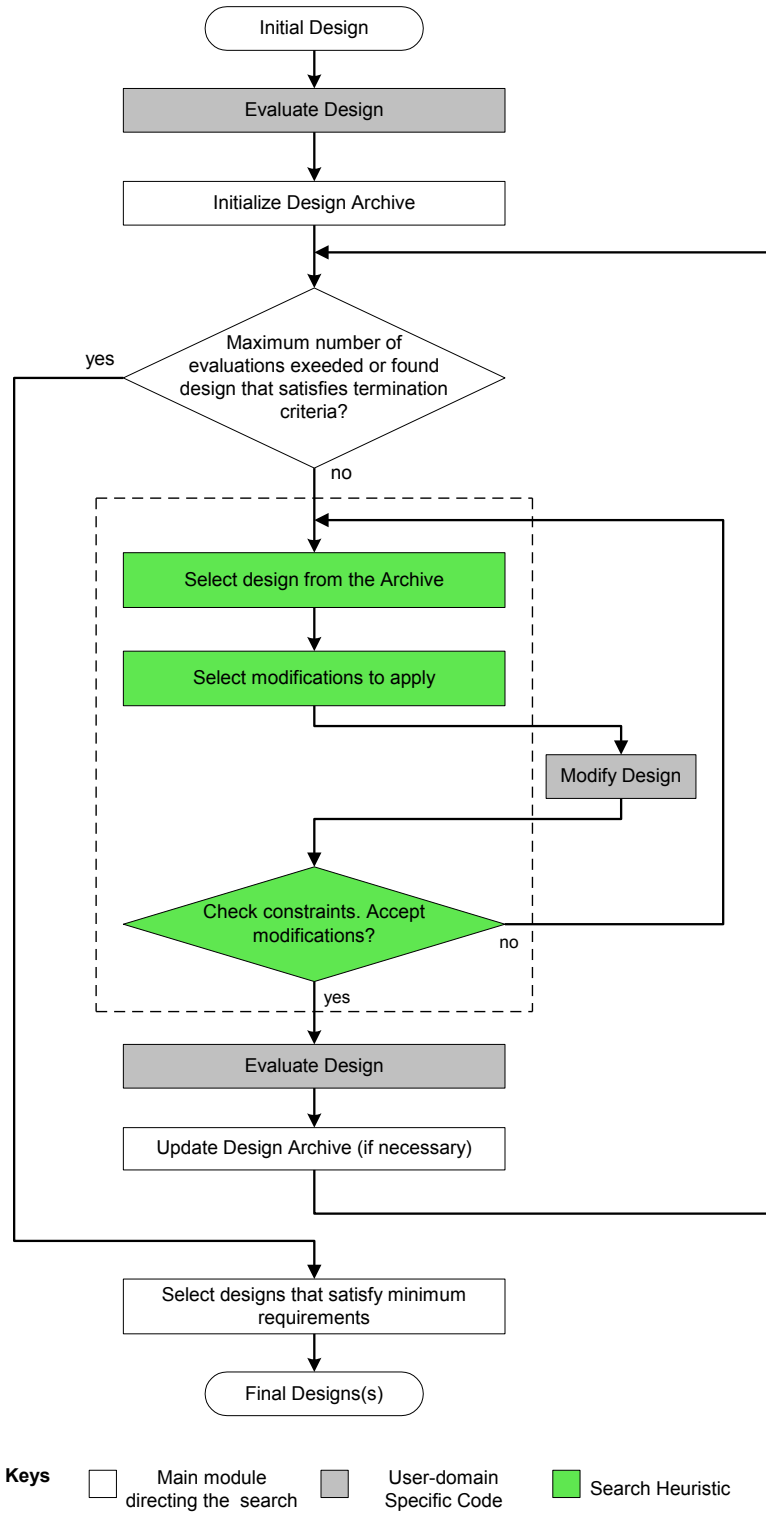 Initial Design
Evaluate Design
Initialize Design Archive
Maximum number of
evaluations exeeded or found
design that satisfies termination
criteria?
yes
no
Select design from the Archive
Select modifications to apply
Modify Design
Check constraints. Accept
modifications?
no
yes
Evaluate Design
Update Design Archive (if necessary)
Select designs that satisfy minimum
requirements
Final Designs(s)
Keys
Main module
directing the search
User-domain
Specific Code
Search Heuristic